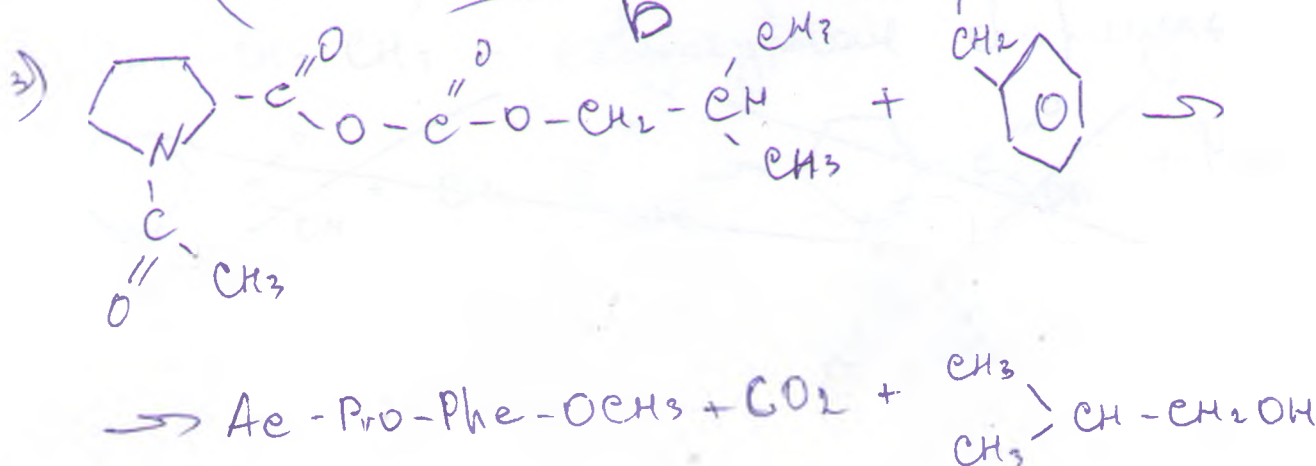 CH3
b
3) C O O - C O - O - CH2 - CH + CH2
N CH3
C
O CH3
Ac - Pro - Phe - OCH3 + CO2 + CH3 CH3 CH - CH2OH